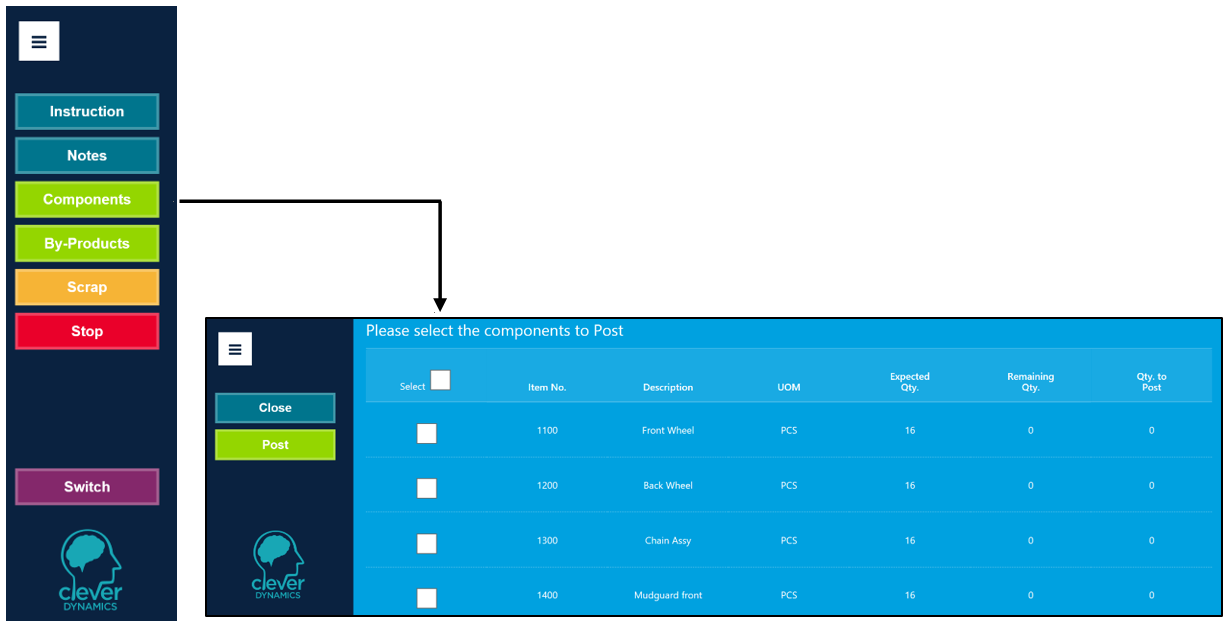 Instruction
Notes
Components
By-Products
Scrap
Stop
Switch
clever
DYNAMICS
Please select the components to Post
Close
Post
clever
DYNAMICS
Select Item No. Description UOM Expected Qty. Remaining Qty. Qty. to Post
1100 Front Wheel PCS 16 0 0
1200 Back Wheel PCS 16 0 0
1300 Chain Assy PCS 16 0 0
1400 Mudguard front PCS 16 0 0